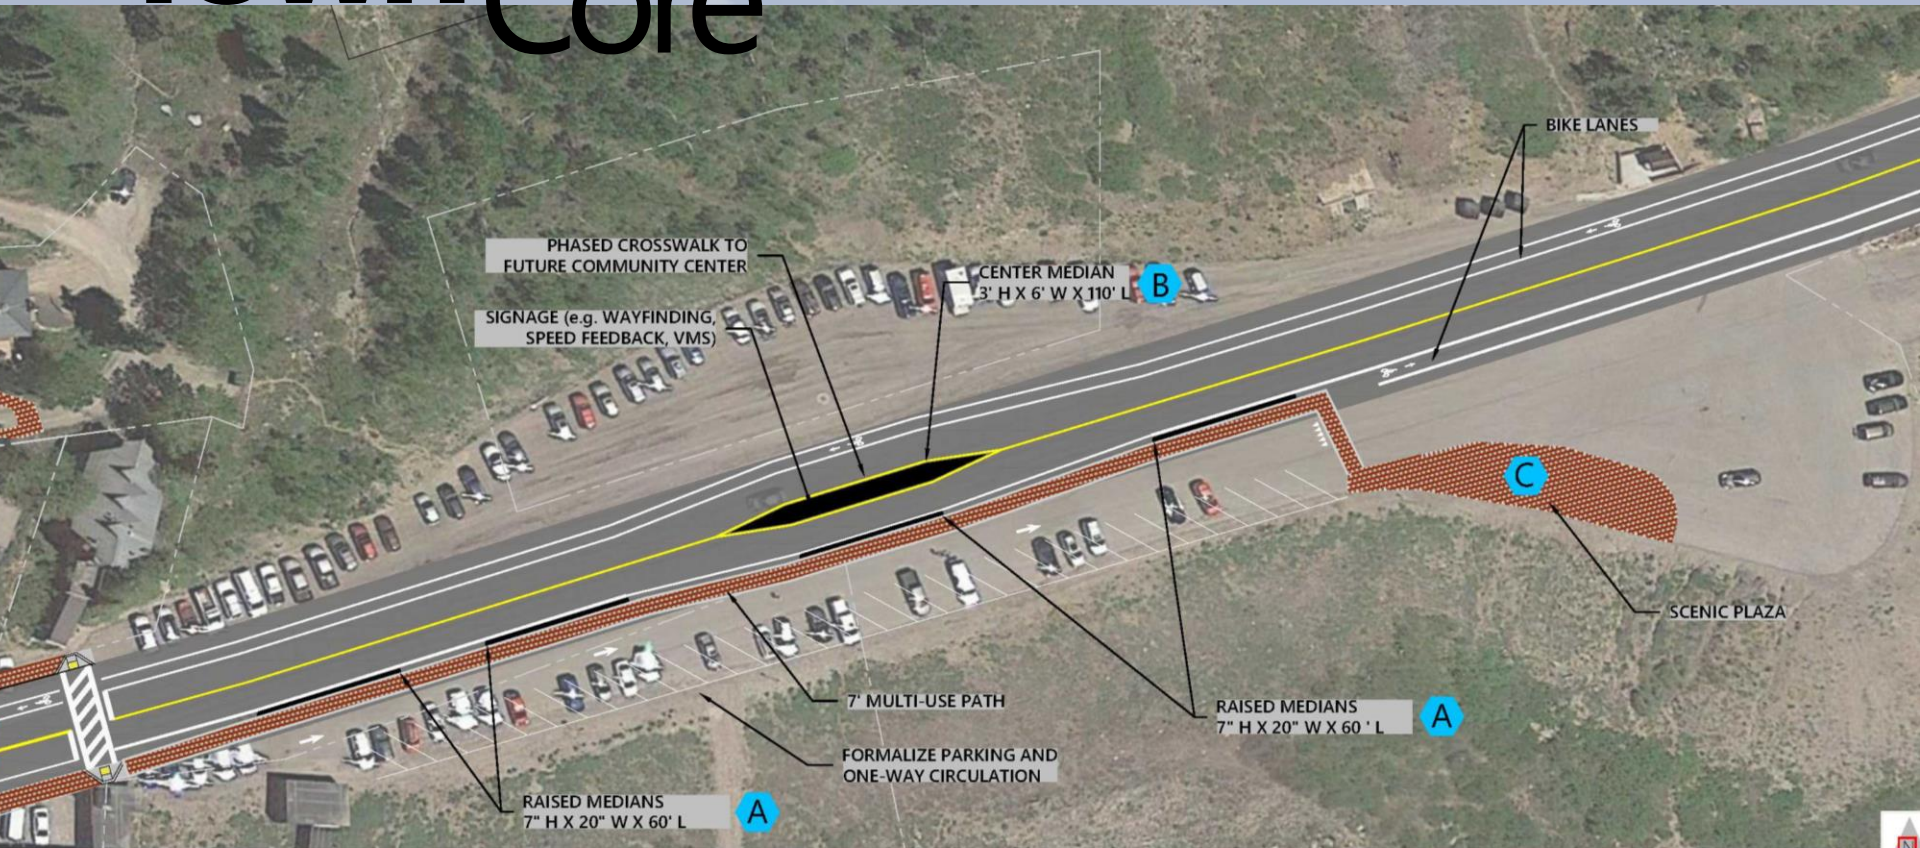 Core
BIKE LANES
PHASED CROSSWALK TO
FUTURE COMMUNITY CENTER
CENTER MEDIAN
3' H X 6' W X 110' L
B
SIGNAGE (e.g. WAYFINDING,
SPEED FEEDBACK, VMS)
C
SCENIC PLAZA
7' MULTI-USE PATH
RAISED MEDIANS
7" H X 20" W X 60 ' L
A
FORMALIZE PARKING AND
ONE-WAY CIRCULATION
RAISED MEDIANS
7" H X 20" W X 60' L
A
N